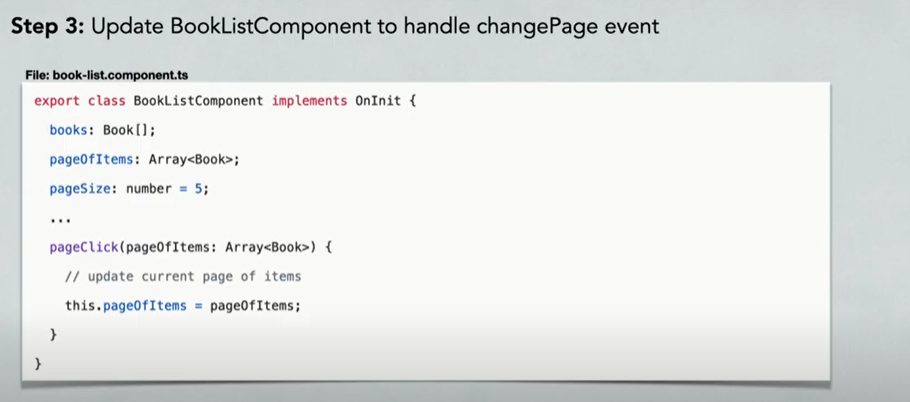 Step 3: Update BookListComponent to handle changePage event
File: book-list.component.ts
export class BookListComponent implements OnInit {
books: Book[];
pageOfItems: Array<Book>;
pageSize: number = 5;
...
pageClick(pageOfItems: Array<Book>) {
// update current page of items
this.pageOfItems = pageOfItems;
}
}